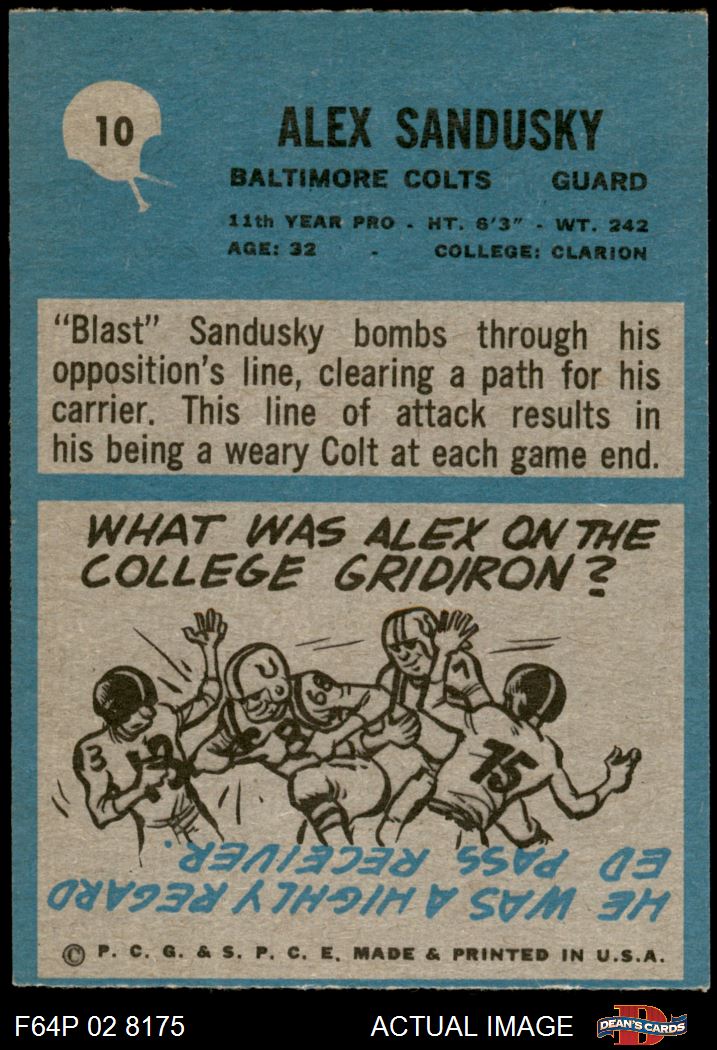 10
ALEX SANDUSKY
BALTIMORE COLTS GUARD
11th YEAR PRO - HT. 6'3" - WT. 242
AGE: 32 - COLLEGE: CLARION
"Blast" Sandusky bombs through his
opposition's line, clearing a path for his
carrier. This line of attack results in
his being a weary Colt at each game end.
WHAT WAS ALEX ON THE
COLLEGE GRIDIRON?
3
68
15
HE WAS A HIGHLY REGARD
ED PASS RECEIVER.
© P. C. G. & S. P. C. E. MADE & PRINTED IN U.S.A.
F64P 02 8175 ACTUAL IMAGE
D
DEAN'S CARDS